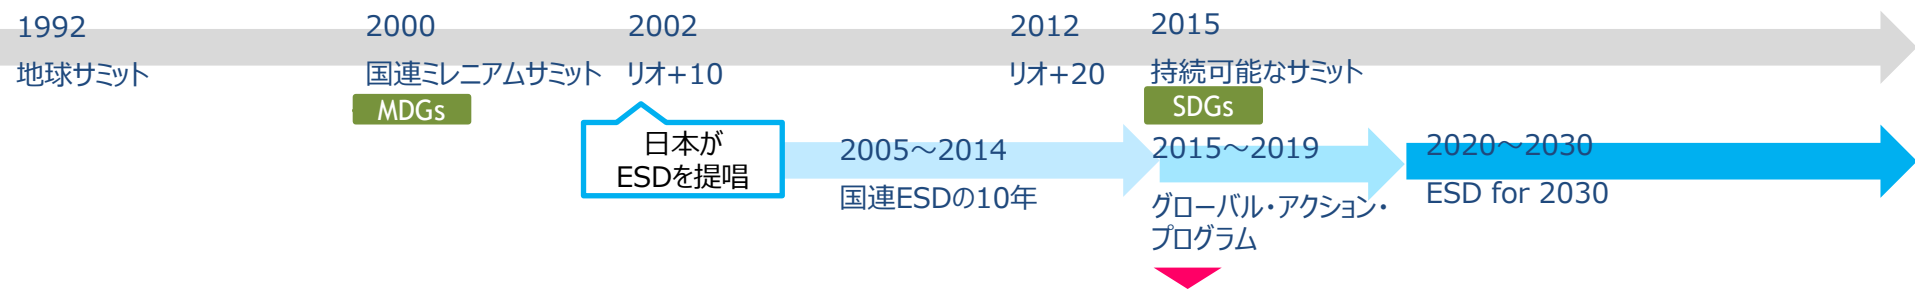 1992
地球サミット
2000
国連ミレニアムサミット
MDGs
2002
リオ+10
日本が
ESDを提唱
2012
リオ+20
2015
持続可能なサミット
SDGs
2005～2014
国連ESDの10年
2015～2019
グローバル・アクション・
プログラム
2020～2030
ESD for 2030